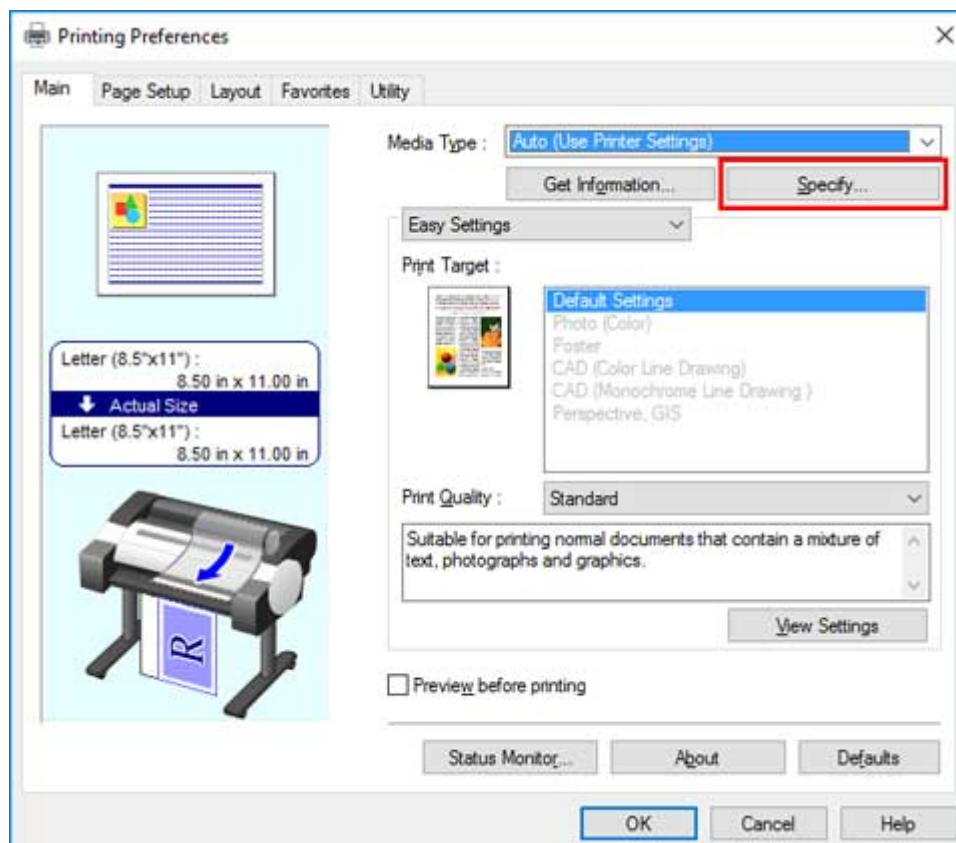 Printing Preferences
Main Page Setup Layout Favorites Utility
Media Type : Auto (Use Printer Settings)
Get Information... Specify...
Easy Settings
Print Target :
Default Settings
Photo (Color)
Poster
CAD (Color Line Drawing)
CAD (Monochrome Line Drawing )
Perspective, GIS
Letter (8.5"x11") :
8.50 in x 11.00 in
Actual Size
Letter (8.5"x11") :
8.50 in x 11.00 in
R
Print Quality : Standard
Suitable for printing normal documents that contain a mixture of
text, photographs and graphics.
View Settings
Preview before printing
Status Monitor... About Defaults
OK Cancel Help